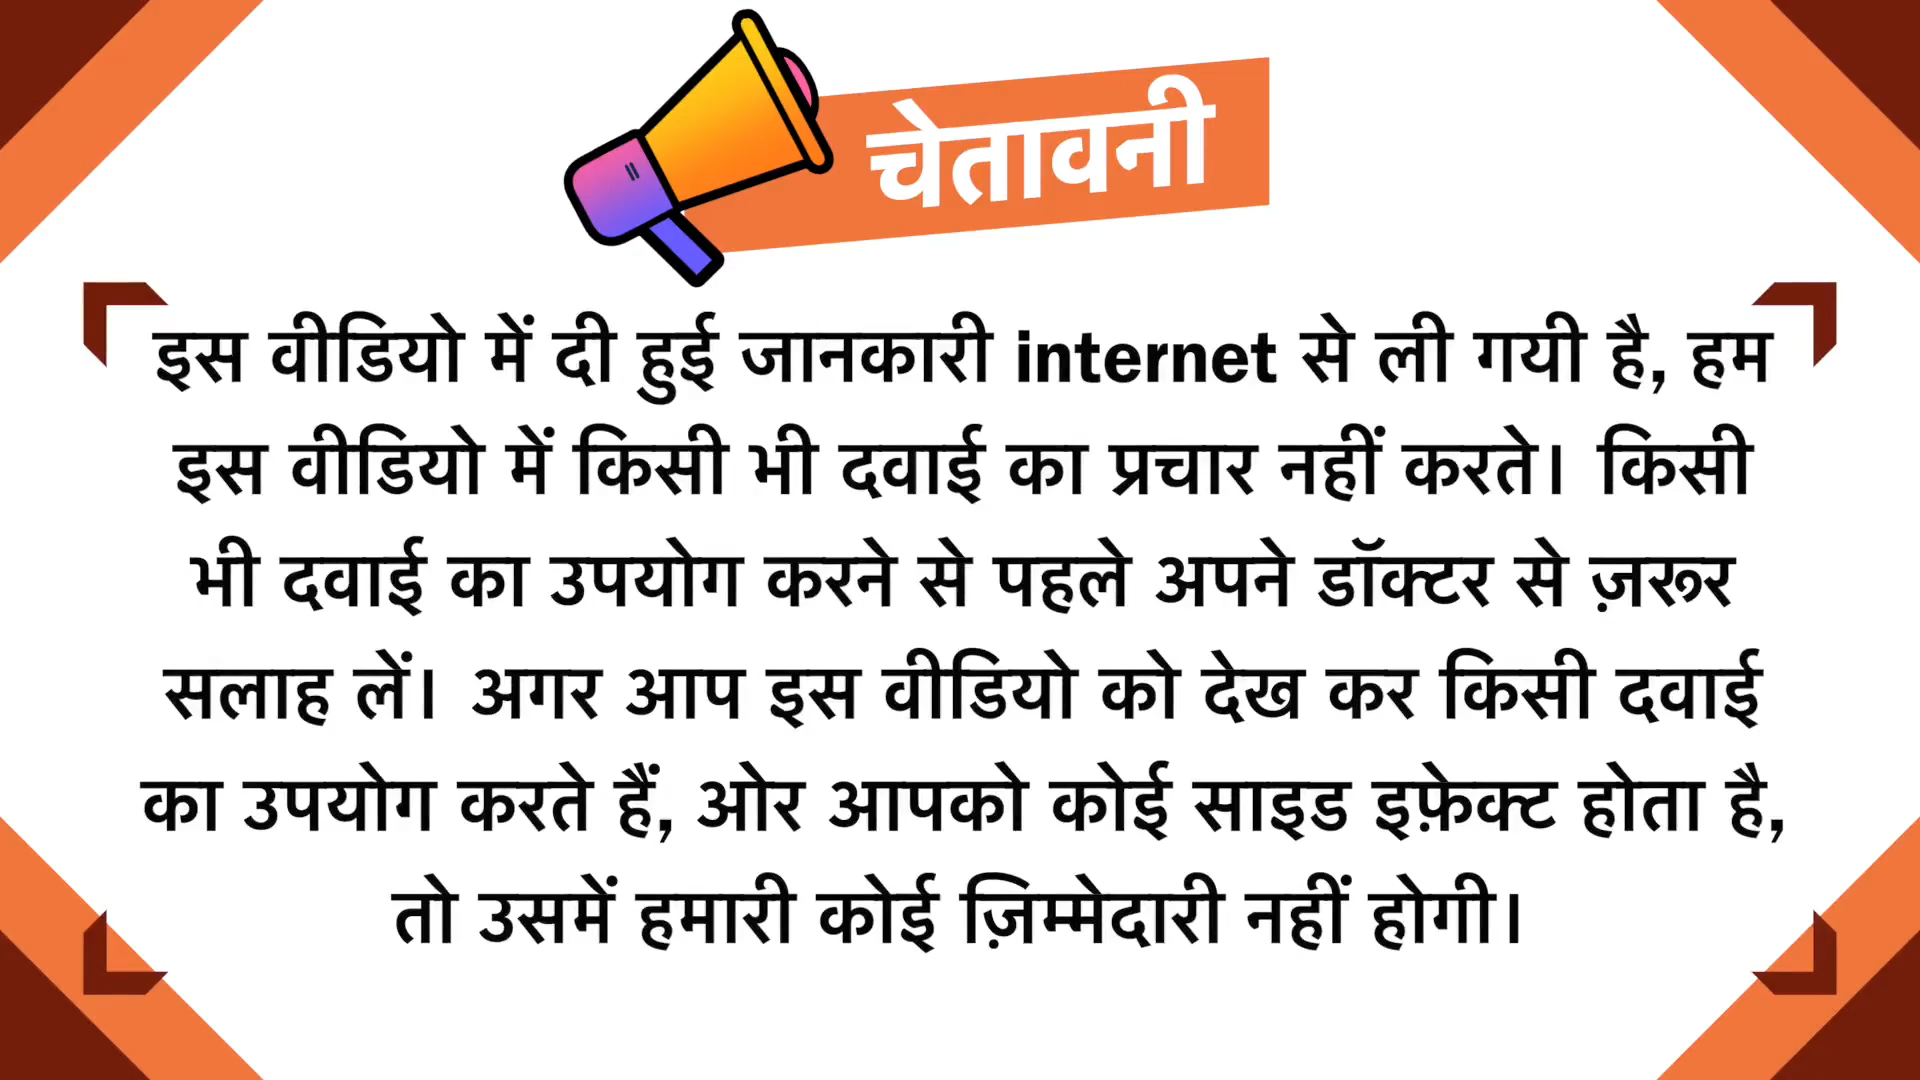 चेतावनी
इस वीडियो में दी हुई जानकारी internet से ली गयी है, हम
इस वीडियो में किसी भी दवाई का प्रचार नहीं करते। किसी
भी दवाई का उपयोग करने से पहले अपने डॉक्टर से ज़रूर
सलाह लें। अगर आप इस वीडियो को देख कर किसी दवाई
का उपयोग करते हैं, ओर आपको कोई साइड इफ़ेक्ट होता है,
तो उसमें हमारी कोई ज़िम्मेदारी नहीं होगी।